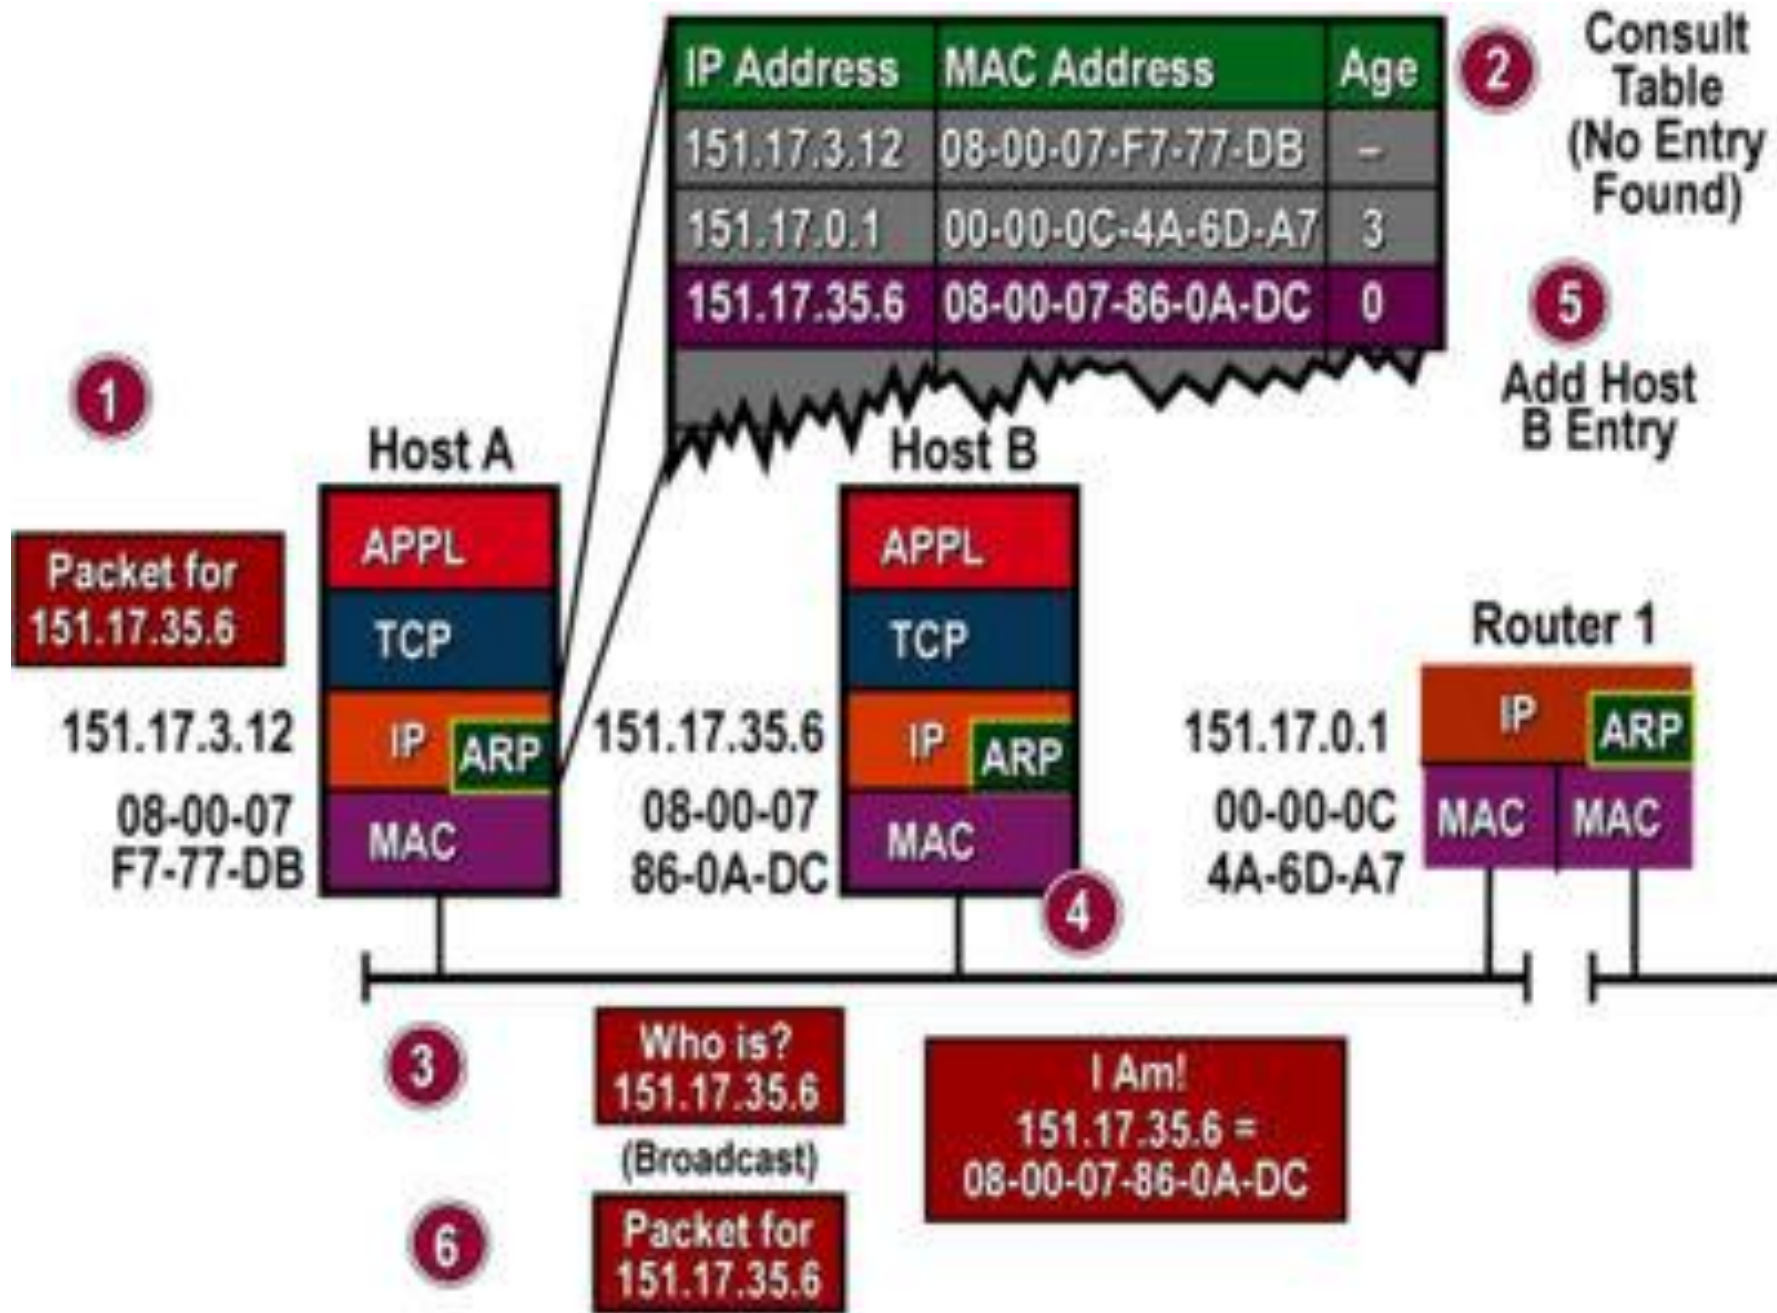 IP Address MAC Address Age
151.17.3.12 08-00-07-F7-77-DB –
151.17.0.1 00-00-0C-4A-6D-A7 3
151.17.35.6 08-00-07-86-0A-DC 0
2
Consult
Table
(No Entry
Found)
5
Add Host
B Entry
1
Packet for
151.17.35.6
Host A
APPL
TCP
IP ARP
MAC
151.17.3.12
08-00-07
F7-77-DB
Host B
APPL
TCP
IP ARP
MAC
151.17.35.6
08-00-07
86-0A-DC
4
Router 1
IP ARP
MAC MAC
151.17.0.1
00-00-0C
4A-6D-A7
3
Who is?
151.17.35.6
(Broadcast)
I Am!
151.17.35.6 =
08-00-07-86-0A-DC
6
Packet for
151.17.35.6